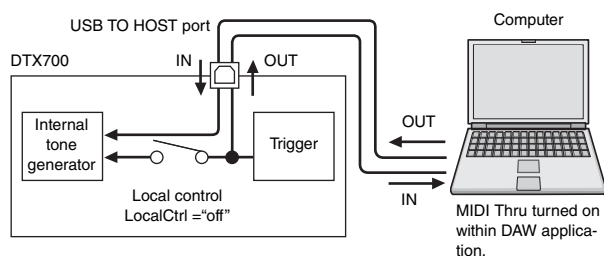 USB TO HOST port
Computer
DTX700
IN
OUT
Internal
tone
generator
Trigger
OUT
IN
Local control
LocalCtrl ="off"
MIDI Thru turned on
within DAW applica-
tion.